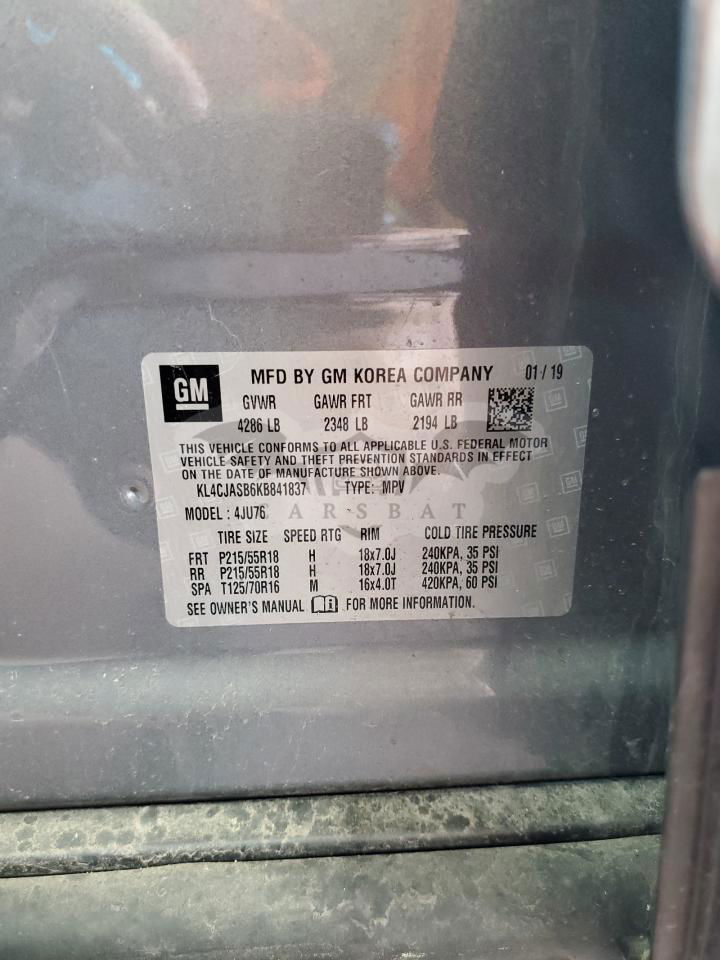 GM
MFD BY GM KOREA COMPANY 01 / 19
GVWR GAWR FRT GAWR RR
4286 LB 2348 LB 2194 LB
THIS VEHICLE CONFORMS TO ALL APPLICABLE U.S. FEDERAL MOTOR
VEHICLE SAFETY AND THEFT PREVENTION STANDARDS IN EFFECT
ON THE DATE OF MANUFACTURE SHOWN ABOVE.
KL4CJASB6KB841837 TYPE: MPV
CARSBAT
MODEL : 4JU76
TIRE SIZE SPEED RTG RIM COLD TIRE PRESSURE
FRT P215/55R18 H 18x7.0J 240KPA, 35 PSI
RR P215/55R18 H 18x7.0J 240KPA, 35 PSI
SPA T125/70R16 M 16x4.0T 420KPA, 60 PSI
SEE OWNER'S MANUAL FOR MORE INFORMATION.